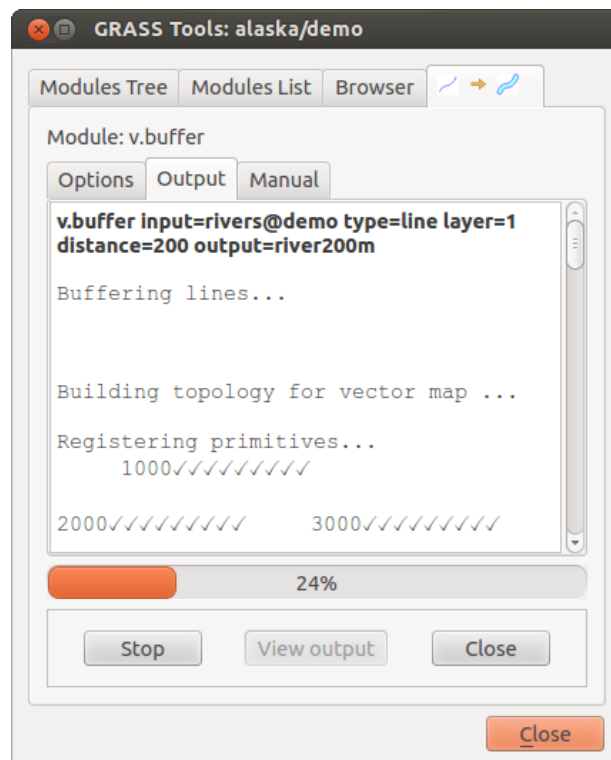 GRASS Tools: alaska/demo
Modules Tree Modules List Browser
Module: v.buffer
Options Output Manual
v.buffer input=rivers@demo type=line layer=1
distance=200 output=river200m
Buffering lines...
Building topology for vector map ...
Registering primitives...
1000✓✓✓✓✓✓✓✓✓
2000✓✓✓✓✓✓✓✓✓ 3000✓✓✓✓✓✓✓✓✓
24%
Stop View output Close
Close